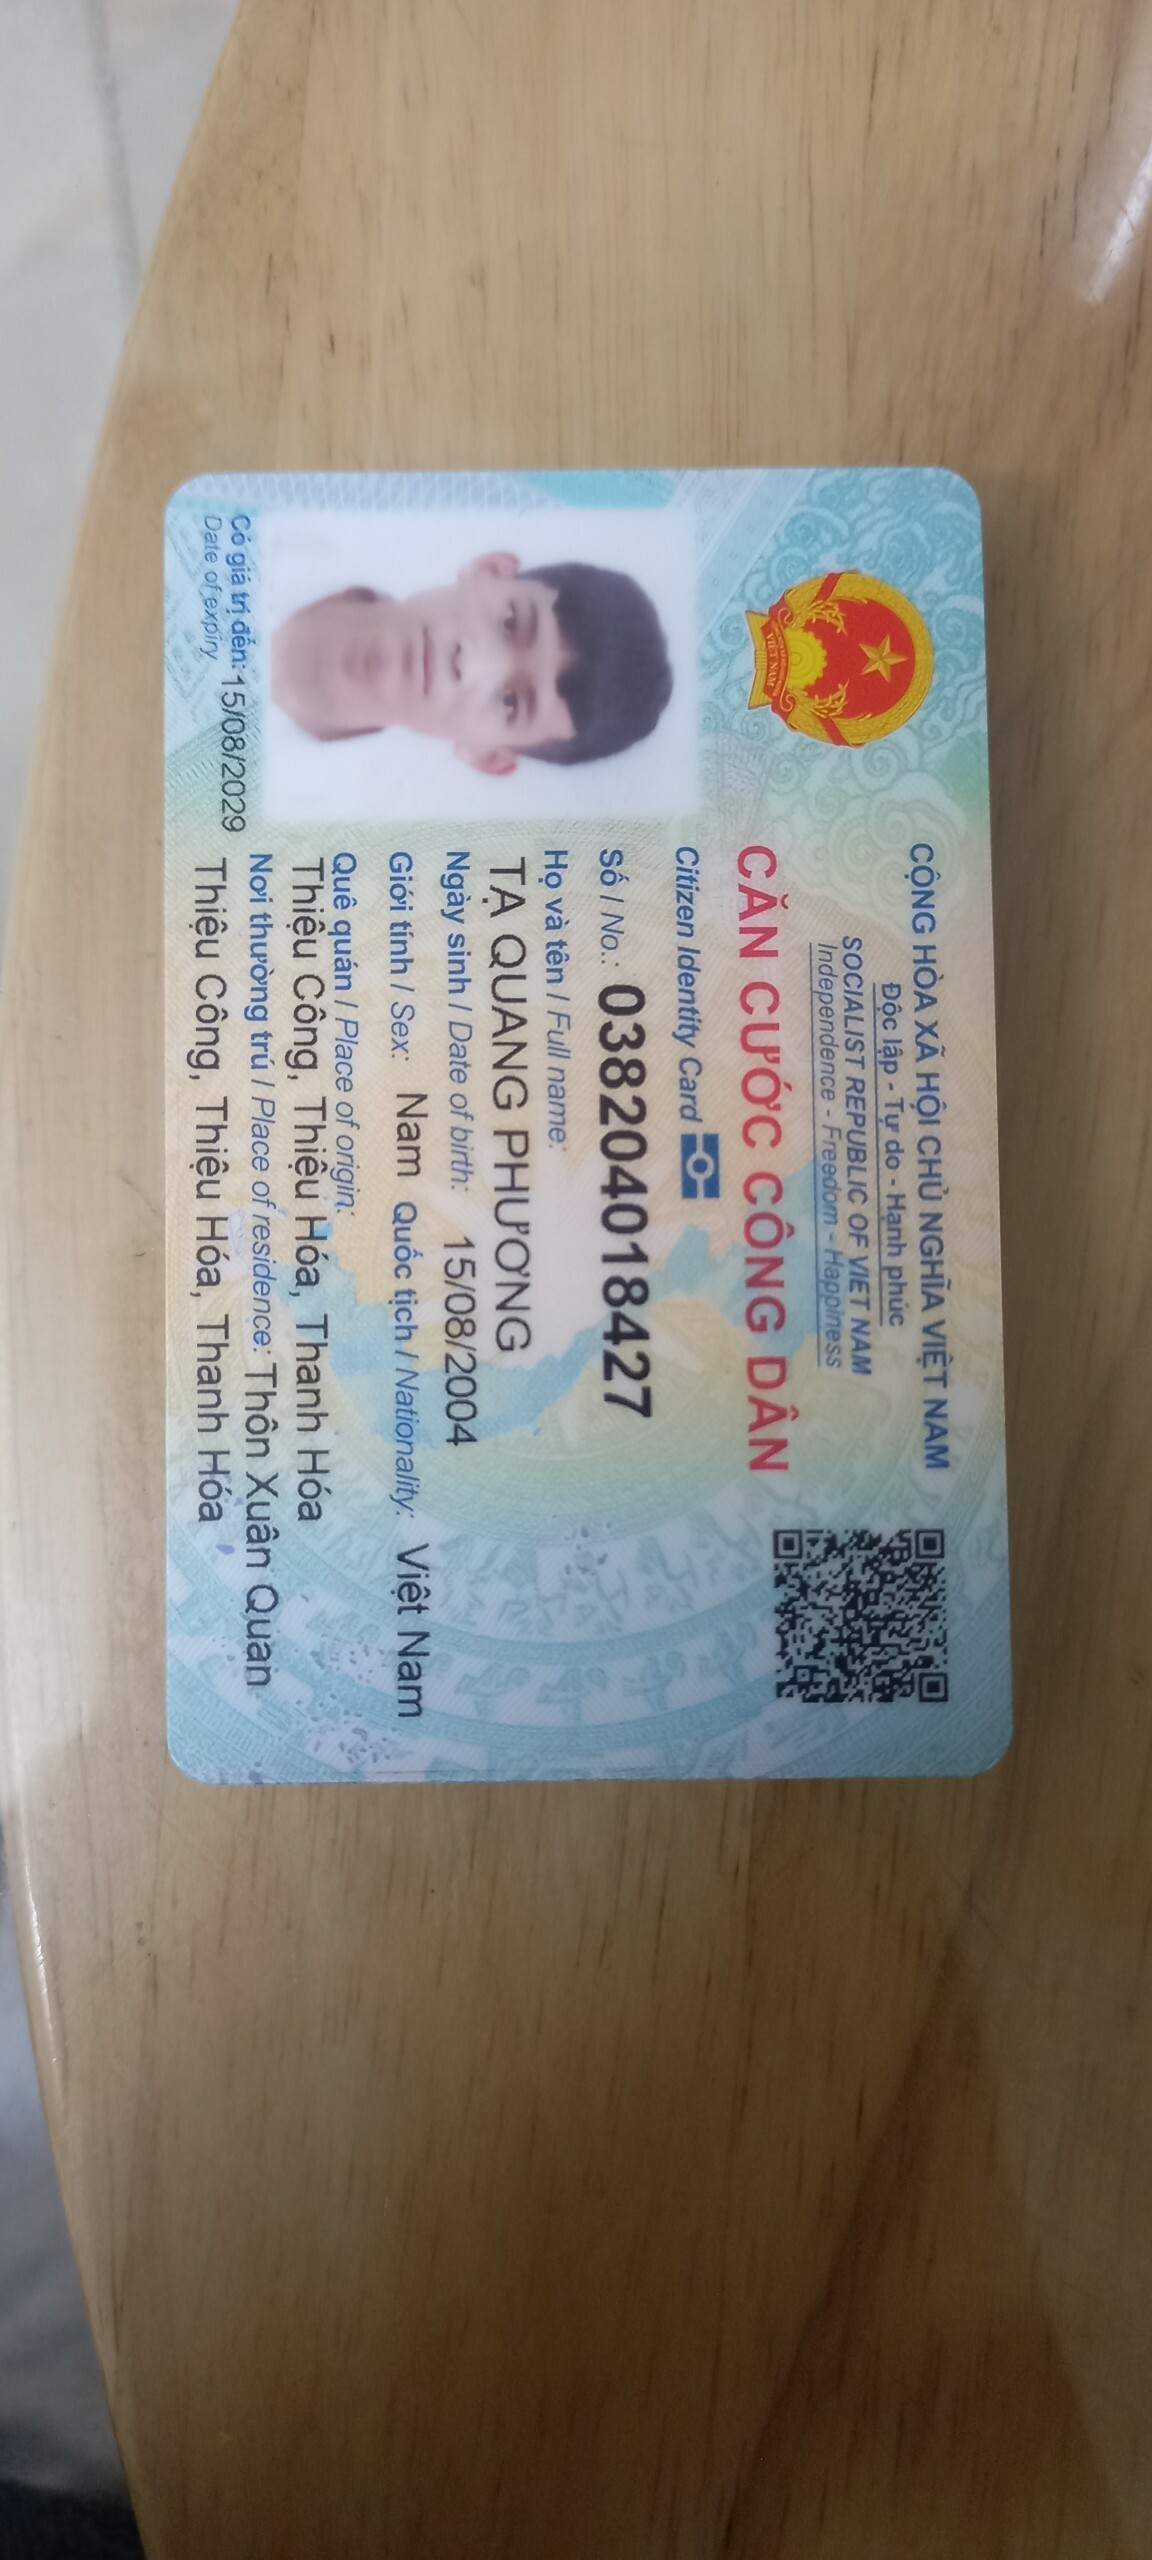 CỘNG HÒA XÃ HỘI CHỦ NGHĨA VIỆT NAM
Độc lập - Tự do - Hạnh phúc
SOCIALIST REPUBLIC OF VIET NAM
Independence - Freedom - Happiness
CĂN CƯỚC CÔNG DÂN
Citizen Identity Card
Số / No.: 038204018427
Họ và tên / Full name:
TẠ QUANG PHƯƠNG
Ngày sinh / Date of birth: 15/08/2004
Giới tính / Sex: Nam Quốc tịch / Nationality: Việt Nam
Quê quán / Place of origin:
Thiệu Công, Thiệu Hóa, Thanh Hóa
Nơi thường trú / Place of residence: Thôn Xuân Quan
Thiệu Công, Thiệu Hóa, Thanh Hóa
Có giá trị đến: 15/08/2029
Date of expiry